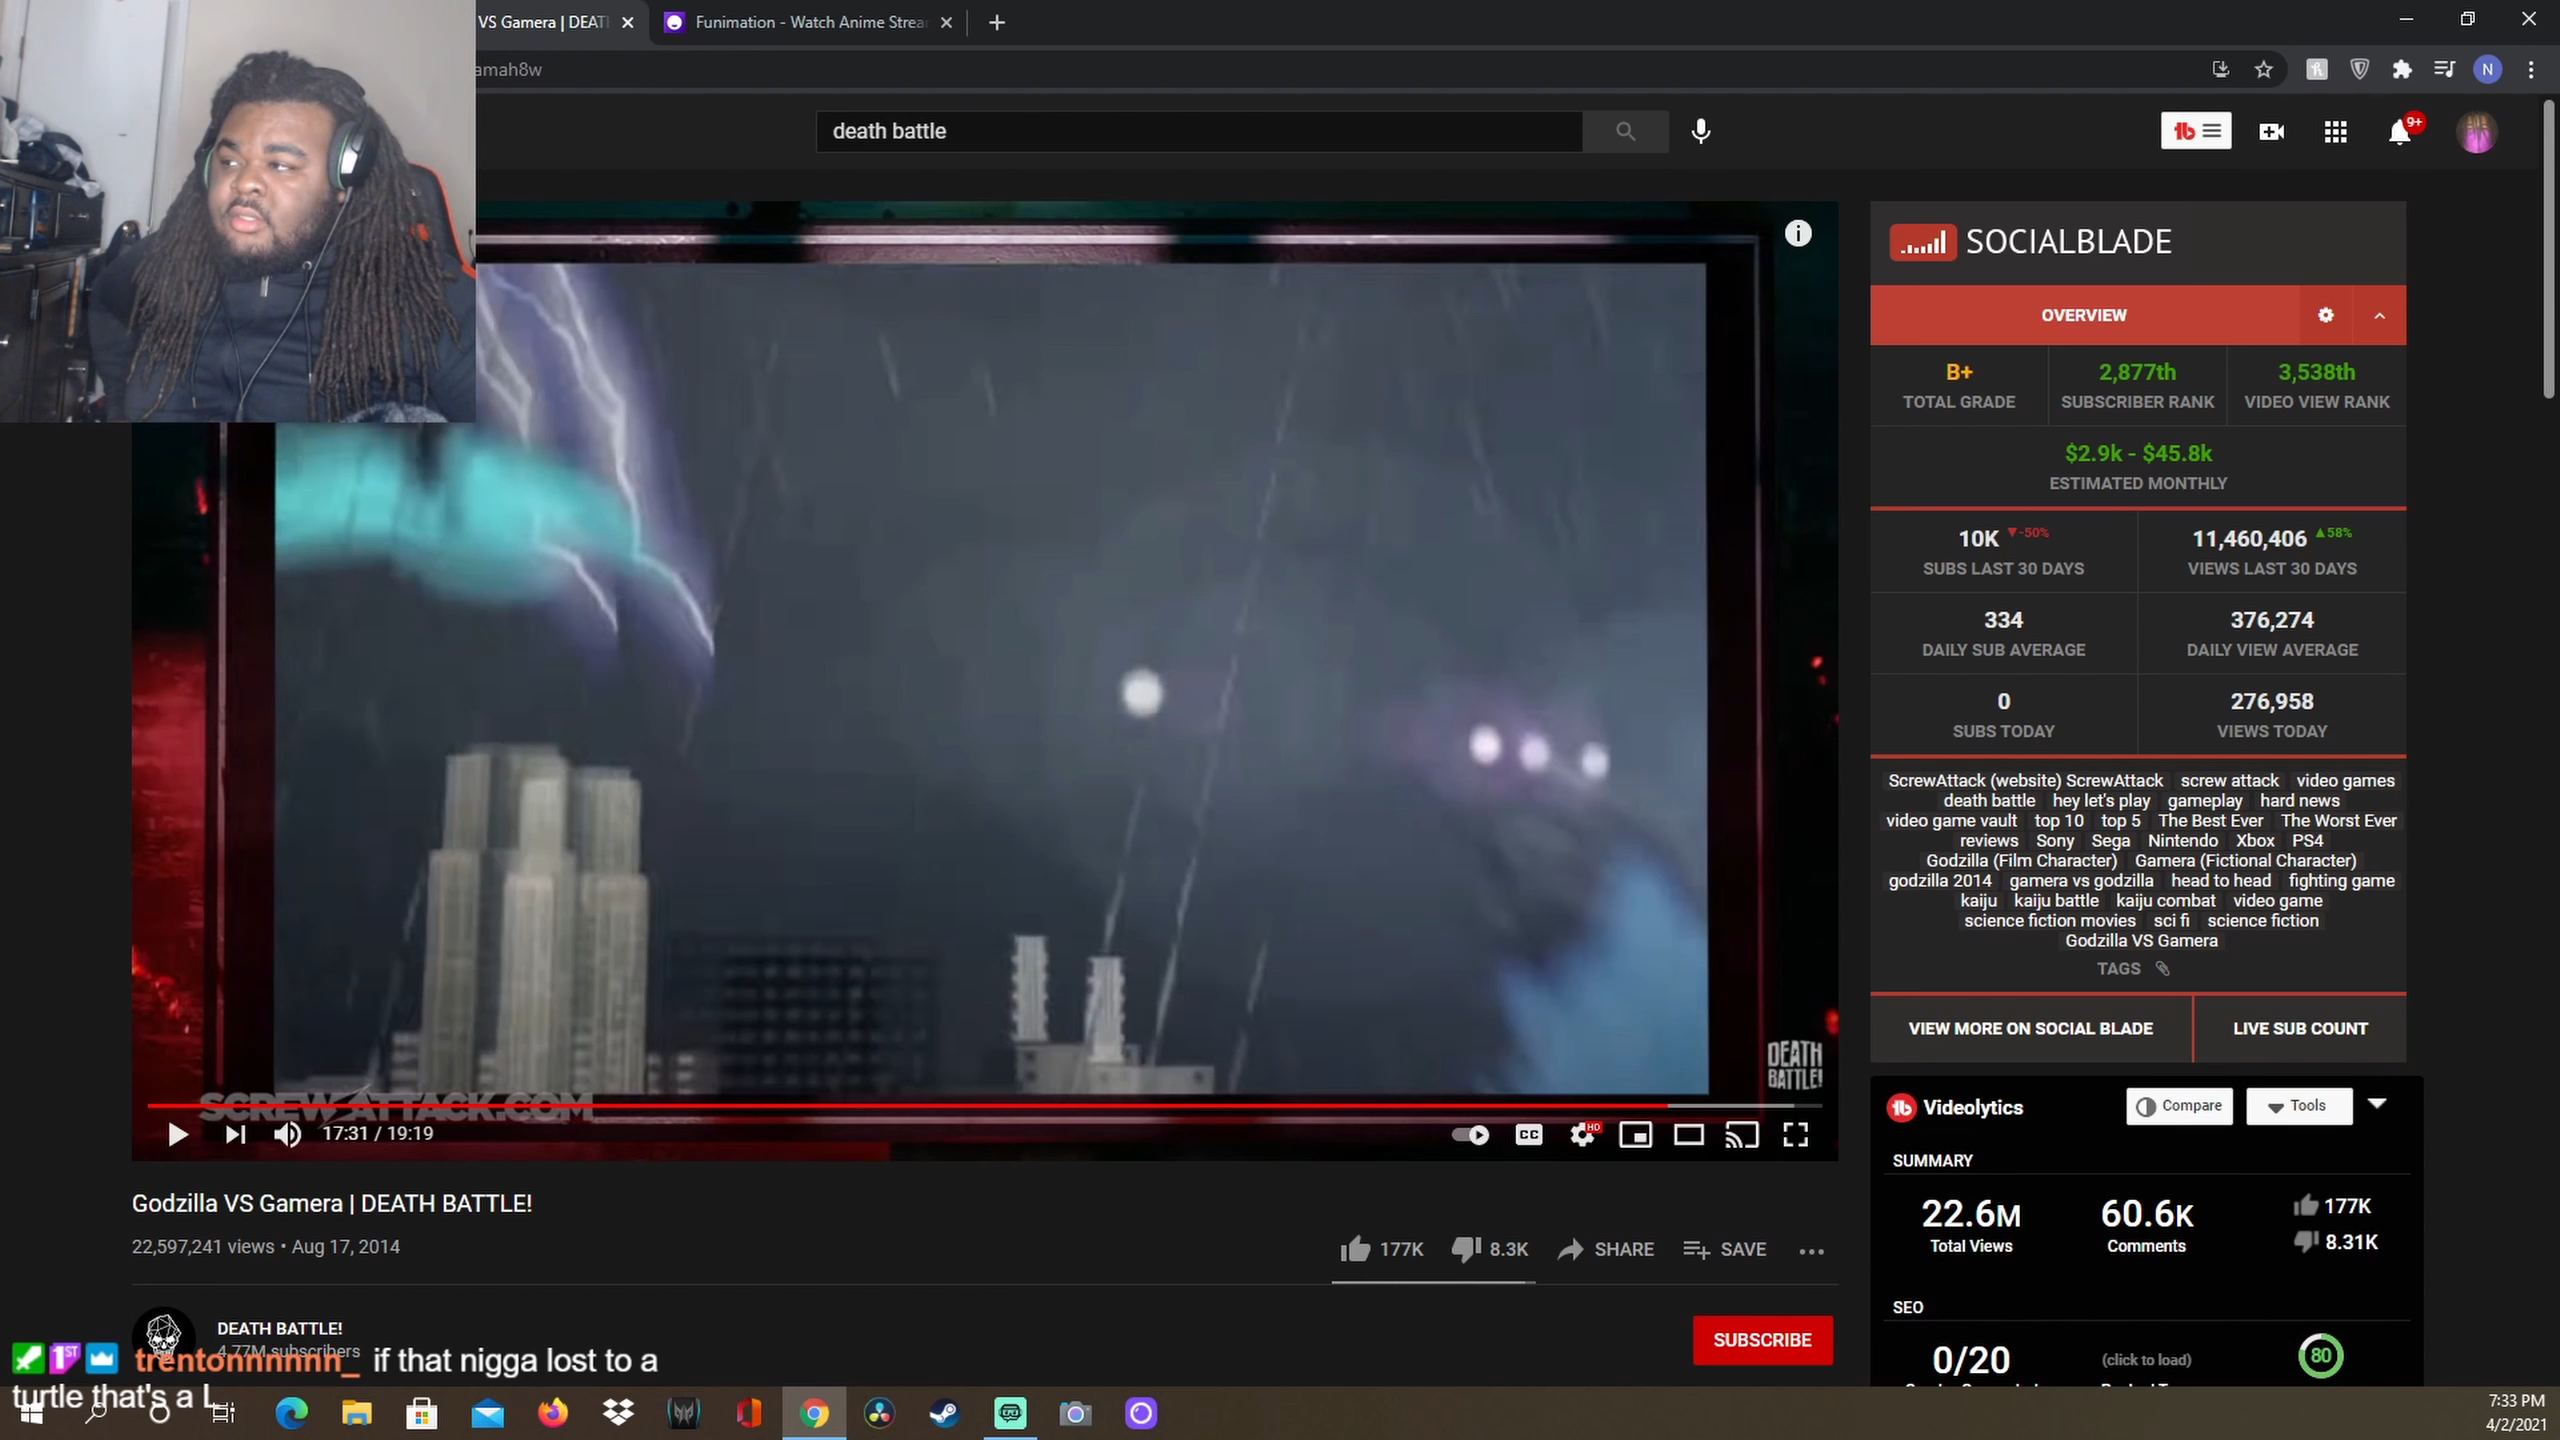 VS Gamera | DEAT
Funimation - Watch Anime Strea
amah8w
N
death battle
9+
SOCIALBLADE
OVERVIEW
B+
TOTAL GRADE
2,877th
SUBSCRIBER RANK
3,538th
VIDEO VIEW RANK
$2.9k - $45.8k
ESTIMATED MONTHLY
10K ▼-50%
SUBS LAST 30 DAYS
11,460,406 ▲58%
VIEWS LAST 30 DAYS
334
DAILY SUB AVERAGE
376,274
DAILY VIEW AVERAGE
0
SUBS TODAY
276,958
VIEWS TODAY
ScrewAttack (website) ScrewAttack screw attack video games
death battle hey let's play gameplay hard news
video game vault top 10 top 5 The Best Ever The Worst Ever
reviews Sony Sega Nintendo Xbox PS4
Godzilla (Film Character) Gamera (Fictional Character)
godzilla 2014 gamera vs godzilla head to head fighting game
kaiju kaiju battle kaiju combat video game
science fiction movies sci fi science fiction
Godzilla VS Gamera
TAGS
VIEW MORE ON SOCIAL BLADE
LIVE SUB COUNT
DEATH
BATTLE!
SCREWATTACK.COM
17:31 / 19:19
CC
HD
Godzilla VS Gamera | DEATH BATTLE!
22,597,241 views • Aug 17, 2014
177K
8.3K
SHARE
SAVE
DEATH BATTLE!
4.77M subscribers
SUBSCRIBE
Videolytics
Compare
Tools
SUMMARY
22.6M
Total Views
60.6K
Comments
177K
8.31K
SEO
0/20
(click to load)
80
1ST trentonnnnnn_ if that nigga lost to a
turtle that's a L
7:33 PM
4/2/2021